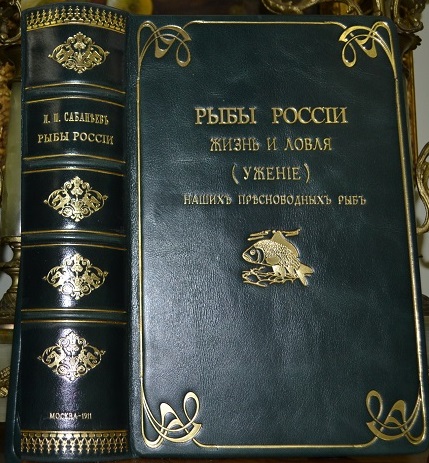 Л. П. САБАНѢЕВЪ
РЫБЫ РОССІИ
МОСКВА-1911
РЫБЫ РОССІИ
ЖИЗНЬ И ЛОВЛЯ
(УЖЕНІЕ)
НАШИХЪ ПРѢСНОВОДНЫХЪ РЫБЪ